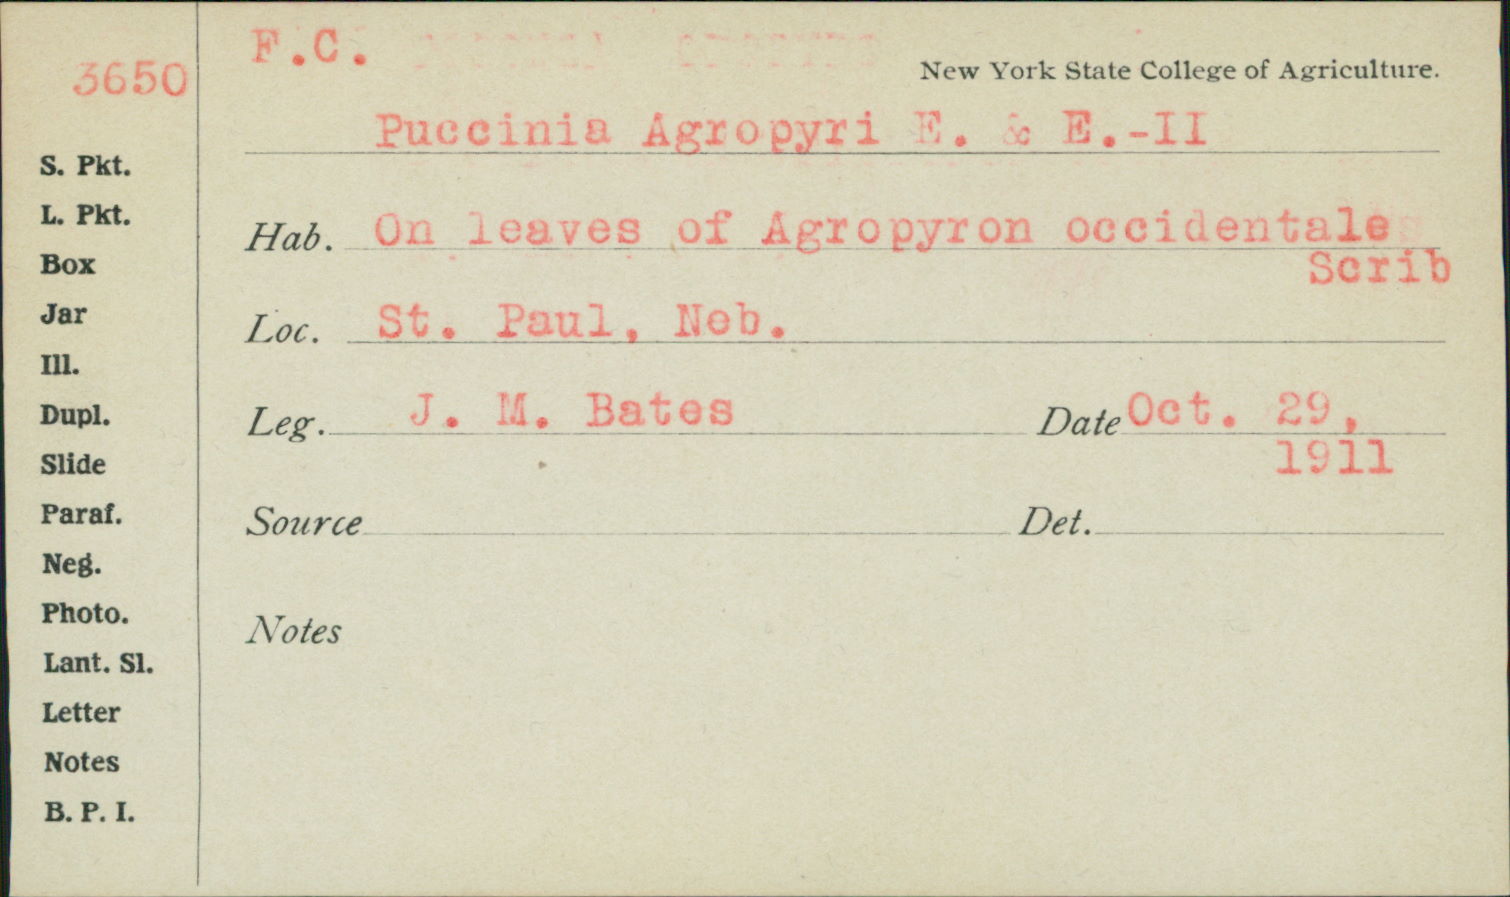 F.C.
New York State College of Agriculture.
3650
Puccinia Agropyri E. & E.-II
S. Pkt.
L. Pkt.
Box
Jar
Ill.
Dupl.
Slide
Paraf.
Neg.
Photo.
Lant. Sl.
Letter
Notes
B. P. I.
Hab. On leaves of Agropyron occidentale
Scrib
Loc. St. Paul, Neb.
Leg. J. M. Bates Date Oct. 29,
1911
Source Det.
Notes